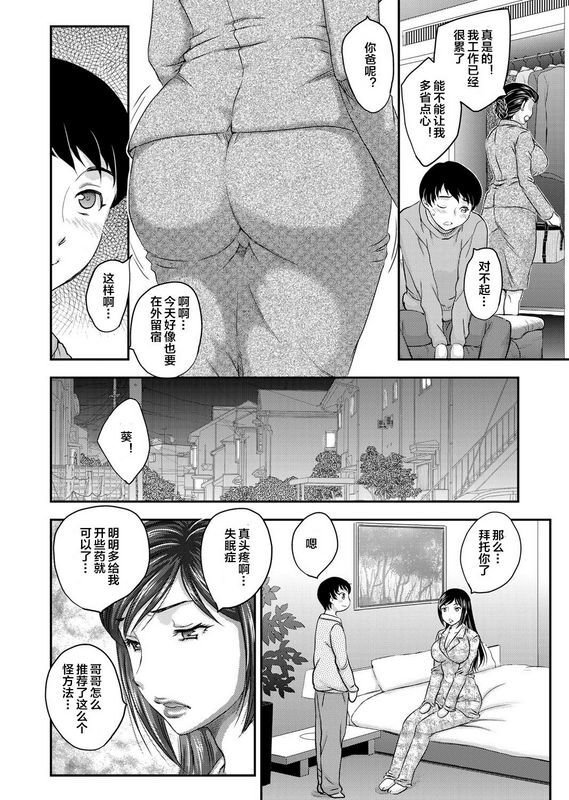 真是的!
我工作已经
很累了
能不能让我
多省点心!
对不起…
你爸呢?
啊啊…
今天好像也要
在外留宿
这样啊…
葵!
那么…
拜托你了
嗯
真头疼啊…
失眠症
明明多给我
开些药就
可以了…
哥哥怎么
推荐了这么个
怪方法…